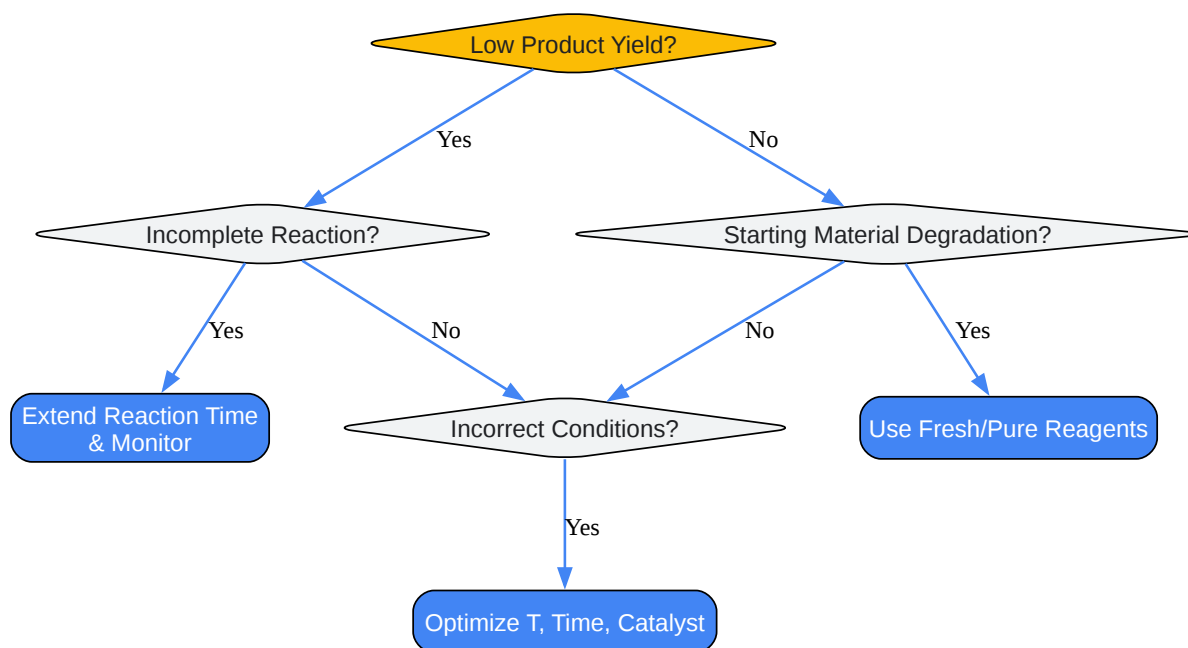 Low Product Yield?
Yes
No
Incomplete Reaction?
Starting Material Degradation?
Yes
No
No
Yes
Extend Reaction Time
& Monitor
Incorrect Conditions?
Use Fresh/Pure Reagents
Yes
Optimize T, Time, Catalyst